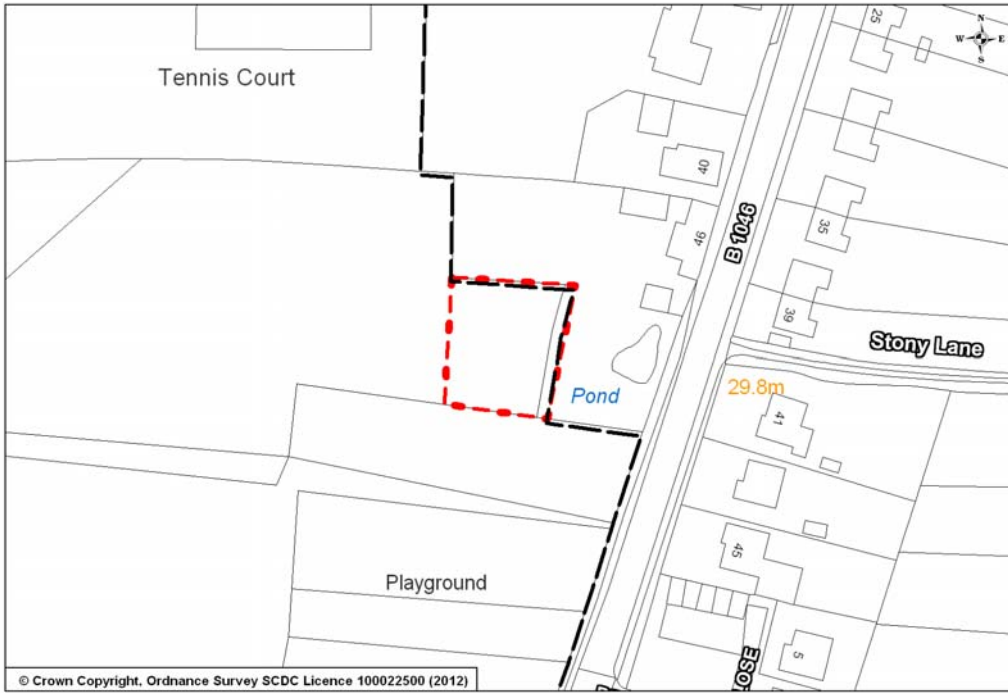 N
W E
S
25
Tennis Court
40
46
B 1046
35
39
Stony Lane
29.8m
Pond
41
45
Playground
5
LOSE
© Crown Copyright. Ordnance Survey SCDC Licence 100022500 (2012)